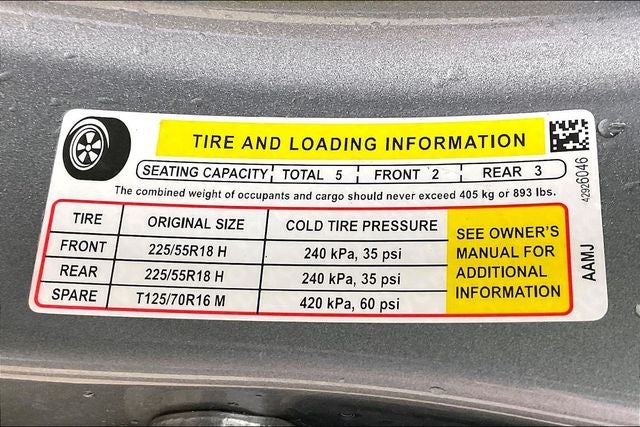 TIRE AND LOADING INFORMATION
SEATING CAPACITY TOTAL 5 FRONT 2 REAR 3
The combined weight of occupants and cargo should never exceed 405 kg or 893 lbs.
TIRE ORIGINAL SIZE COLD TIRE PRESSURE
FRONT 225/55R18 H 240 kPa, 35 psi
REAR 225/55R18 H 240 kPa, 35 psi
SPARE T125/70R16 M 420 kPa, 60 psi
SEE OWNER'S
MANUAL FOR
ADDITIONAL
INFORMATION
42926046
AAMJ